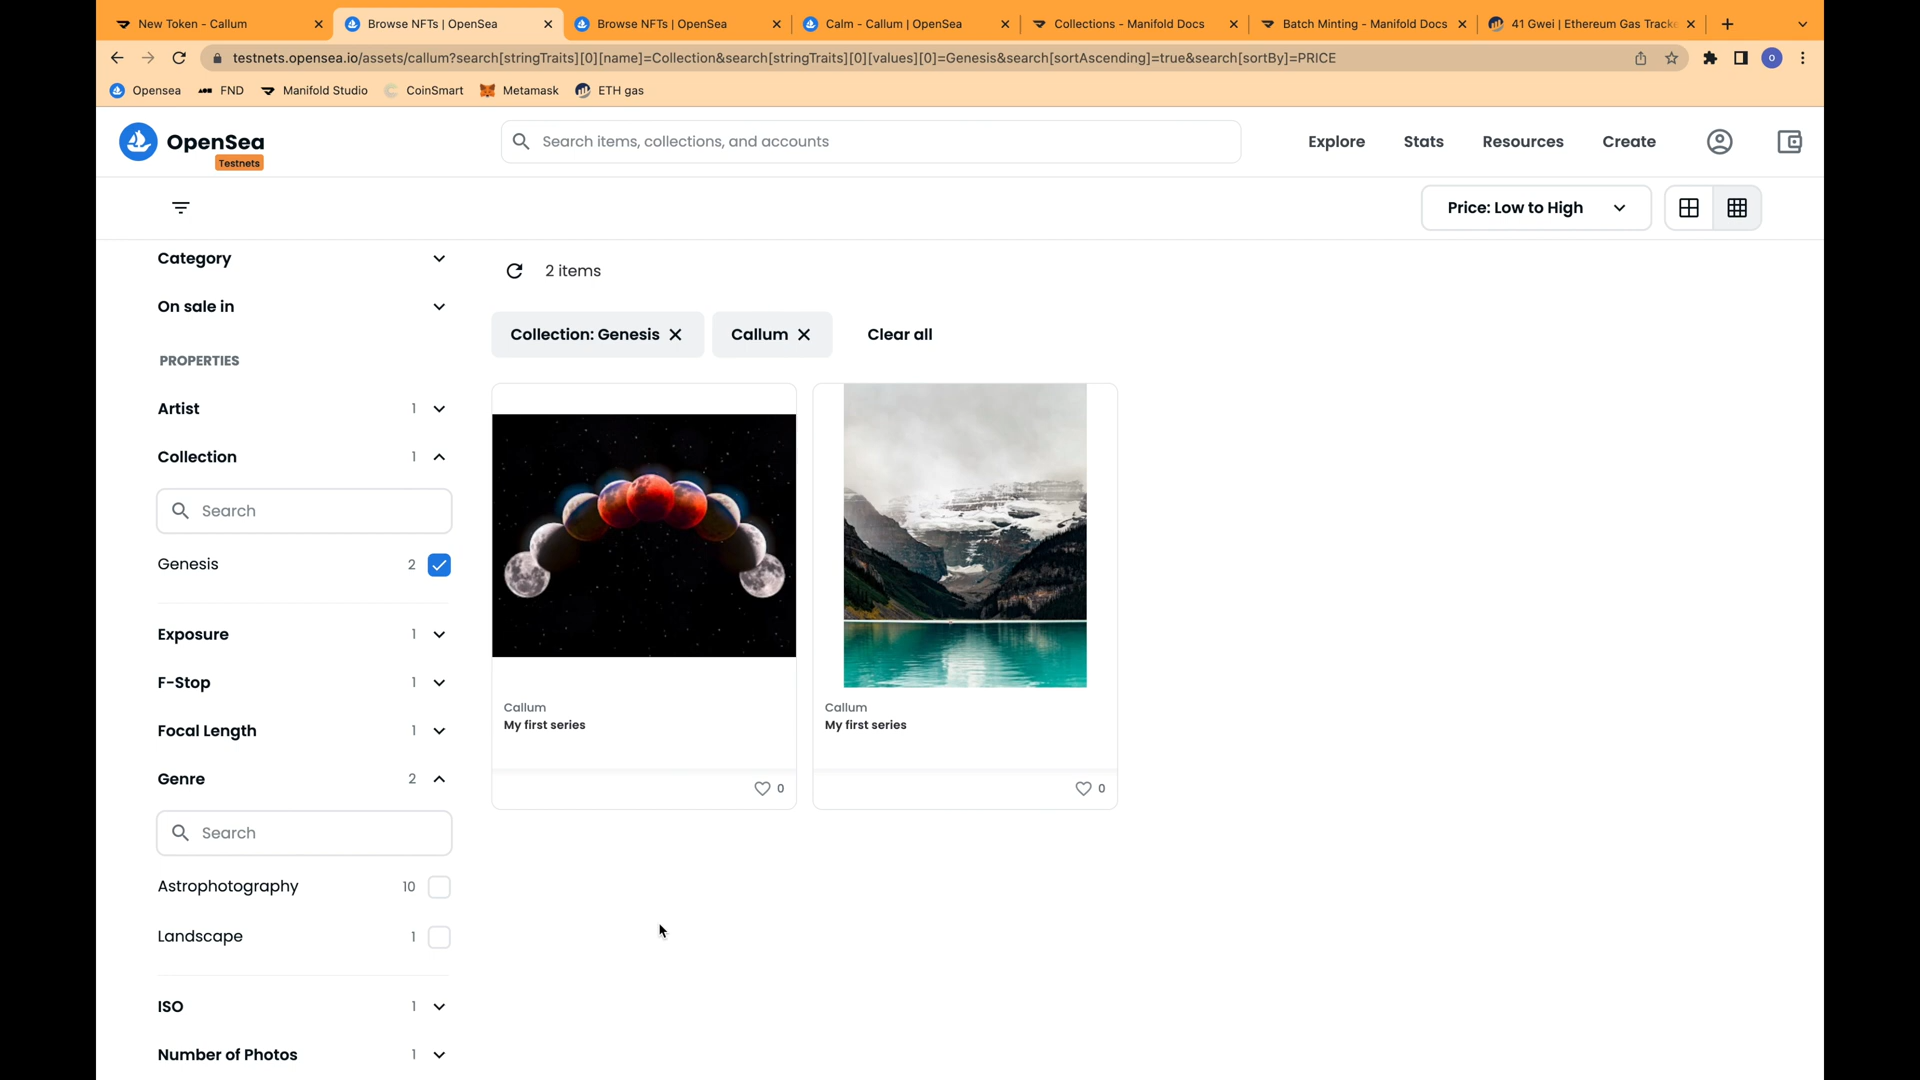 New Token - Callum
Browse NFTs | OpenSea
Browse NFTs | OpenSea
Calm - Callum | OpenSea
Collections - Manifold Docs
Batch Minting - Manifold Docs
41 Gwei | Ethereum Gas Tracke
testnets.opensea.io/assets/callum?search[stringTraits][0][name]=Collection&search[stringTraits][0][values][0]=Genesis&search[sortAscending]=true&search[sortBy]=PRICE
O
Opensea
FND
Manifold Studio
CoinSmart
Metamask
ETH gas
OpenSea
Testnets
Search items, collections, and accounts
Explore
Stats
Resources
Create
Price: Low to High
Category
On sale in
PROPERTIES
Artist 1
Collection 1
Search
Genesis 2
Exposure 1
F-Stop 1
Focal Length 1
Genre 2
Search
Astrophotography 10
Landscape 1
ISO 1
Number of Photos 1
2 items
Collection: Genesis
Callum
Clear all
Callum
My first series
0
Callum
My first series
0